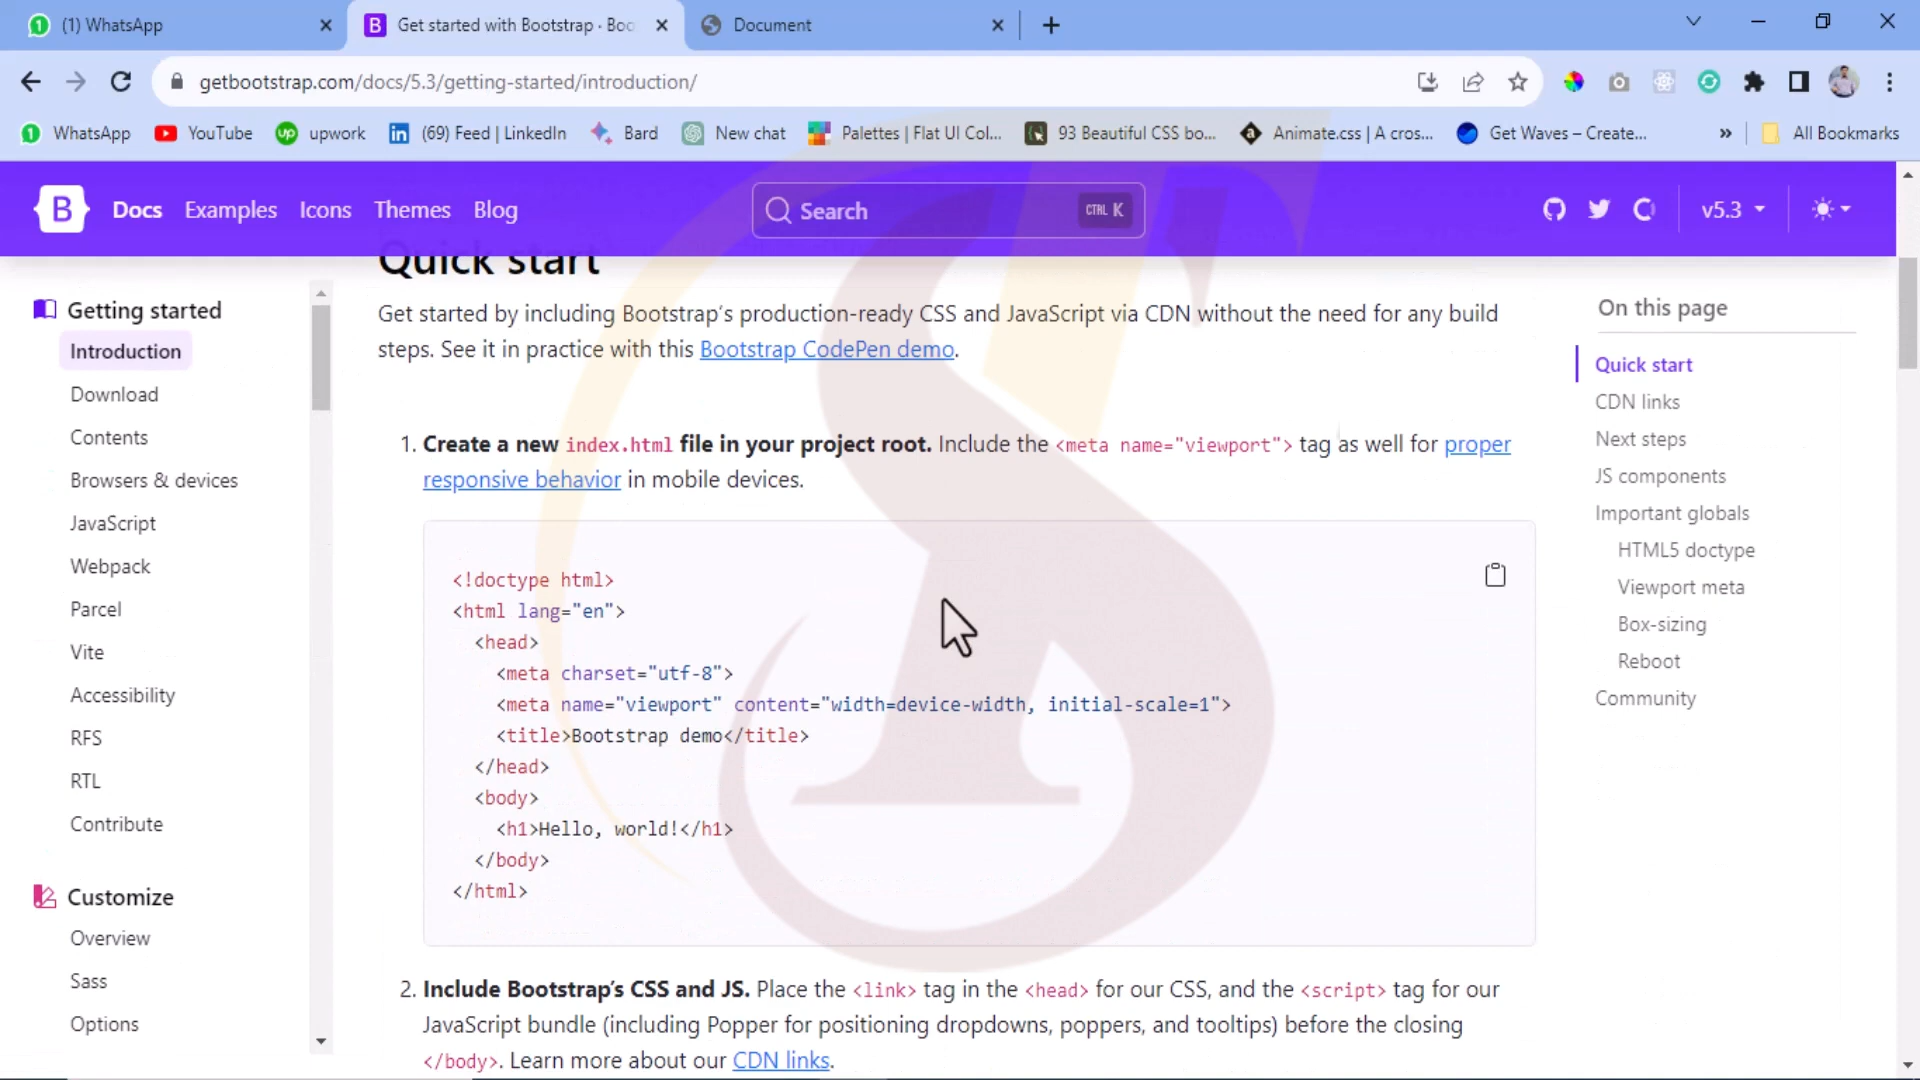 (1) WhatsApp
Get started with Bootstrap · Boo
Document
getbootstrap.com/docs/5.3/getting-started/introduction/
WhatsApp YouTube upwork (69) Feed | LinkedIn Bard New chat Palettes | Flat UI Col... 93 Beautiful CSS bo... Animate.css | A cros... Get Waves – Create... » All Bookmarks
B Docs Examples Icons Themes Blog Search CTRL K v5.3
Getting started
Introduction
Download
Contents
Browsers & devices
JavaScript
Webpack
Parcel
Vite
Accessibility
RFS
RTL
Contribute
Customize
Overview
Sass
Options
Quick start
Get started by including Bootstrap's production-ready CSS and JavaScript via CDN without the need for any build
steps. See it in practice with this Bootstrap CodePen demo.
1. Create a new index.html file in your project root. Include the <meta name="viewport"> tag as well for proper
responsive behavior in mobile devices.
<!doctype html>
<html lang="en">
<head>
<meta charset="utf-8">
<meta name="viewport" content="width=device-width, initial-scale=1">
<title>Bootstrap demo</title>
</head>
<body>
<h1>Hello, world!</h1>
</body>
</html>
2. Include Bootstrap's CSS and JS. Place the <link> tag in the <head> for our CSS, and the <script> tag for our
JavaScript bundle (including Popper for positioning dropdowns, poppers, and tooltips) before the closing
</body>. Learn more about our CDN links.
On this page
Quick start
CDN links
Next steps
JS components
Important globals
HTML5 doctype
Viewport meta
Box-sizing
Reboot
Community